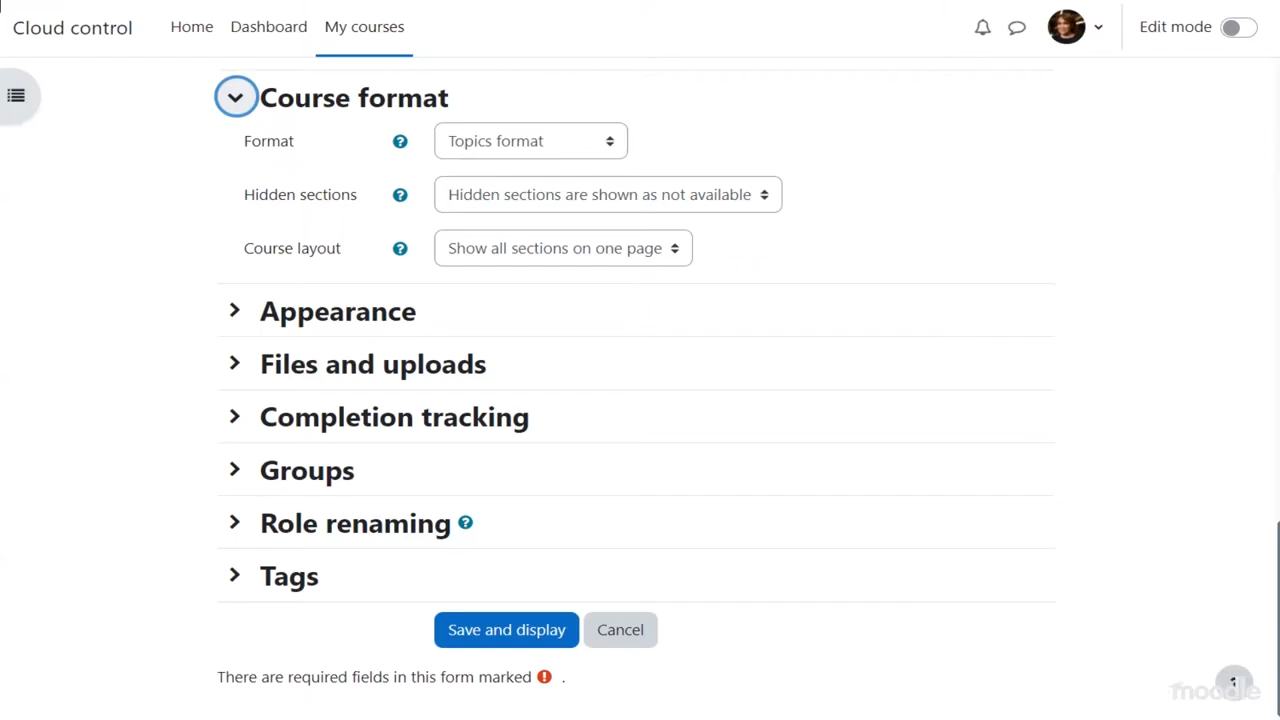 Cloud control Home Dashboard My courses Edit mode
Course format
Format Topics format
Hidden sections Hidden sections are shown as not available
Course layout Show all sections on one page
Appearance
Files and uploads
Completion tracking
Groups
Role renaming
Tags
Save and display Cancel
There are required fields in this form marked .
moodle